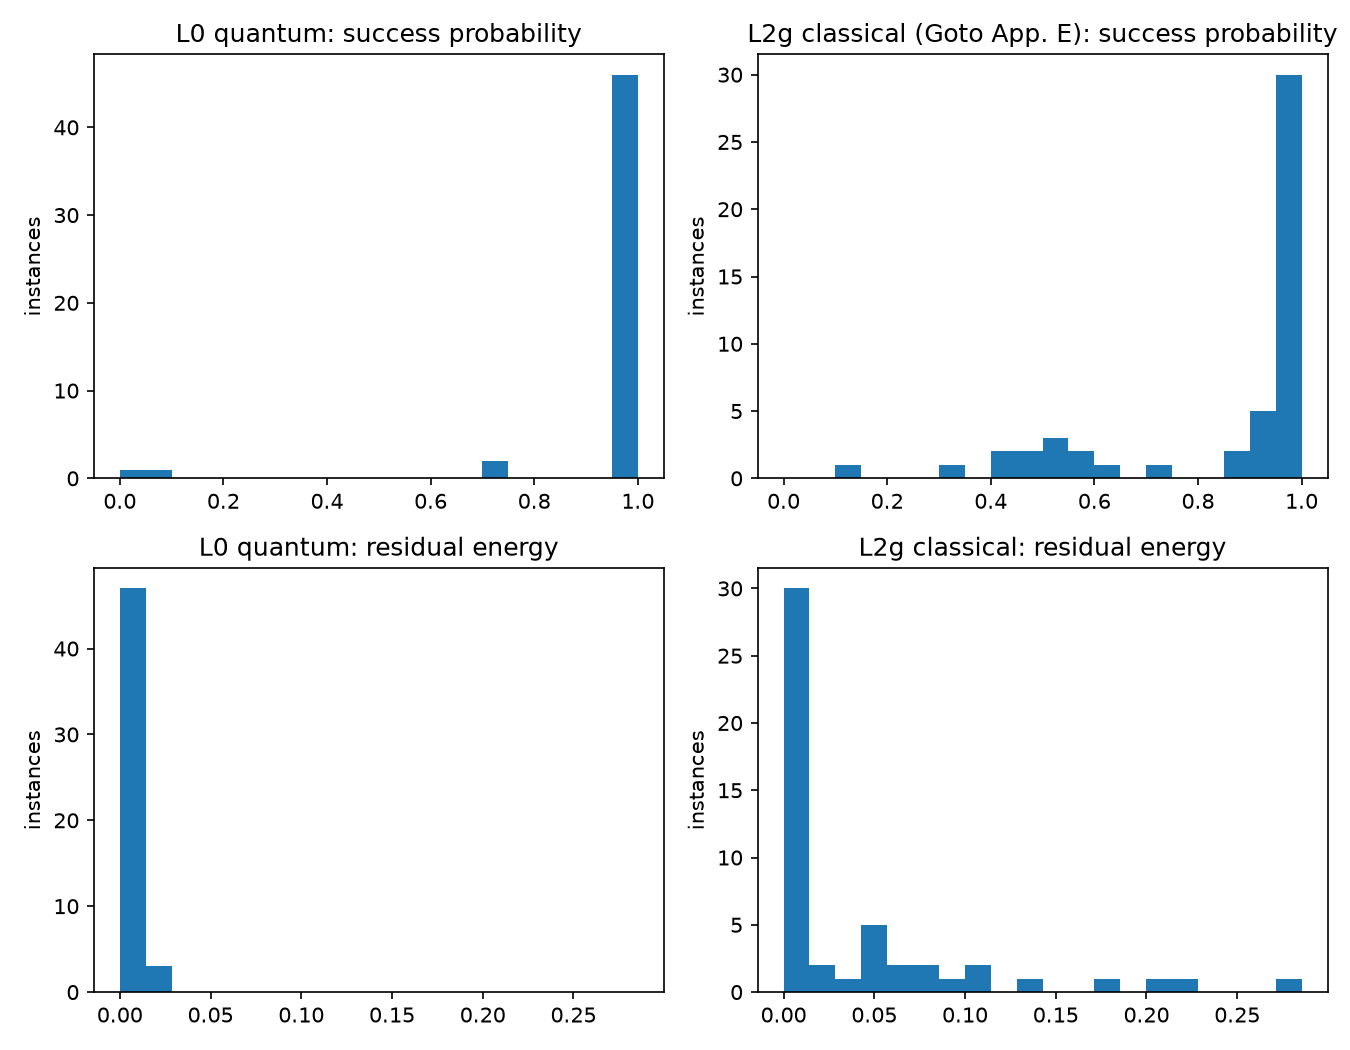 L0 quantum: success probability
instances
40
30
20
10
0
0.0 0.2 0.4 0.6 0.8 1.0
L2g classical (Goto App. E): success probability
instances
30
25
20
15
10
5
0
0.0 0.2 0.4 0.6 0.8 1.0
L0 quantum: residual energy
instances
40
30
20
10
0
0.00 0.05 0.10 0.15 0.20 0.25
L2g classical: residual energy
instances
30
25
20
15
10
5
0
0.00 0.05 0.10 0.15 0.20 0.25